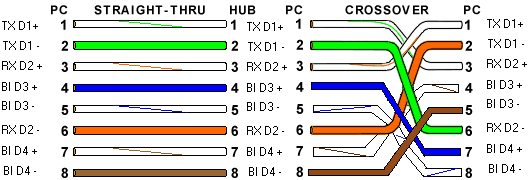 PC STRAIGHT-THRU HUB PC CROSSOVER PC
TX D1+ 1 1 TX D1+ 1 1 TX D1+
TX D1 - 2 2 TX D1 - 2 2 TX D1 -
RX D2 + 3 3 RX D2 + 3 3 RX D2 +
BI D3 + 4 4 BI D3 + 4 4 BI D3 +
BI D3 - 5 5 BI D3 - 5 5 BI D3 -
RX D2 - 6 6 RX D2 - 6 6 RX D2 -
BI D4 + 7 7 BI D4 + 7 7 BI D4 +
BI D4 - 8 8 BI D4 - 8 8 BI D4 -